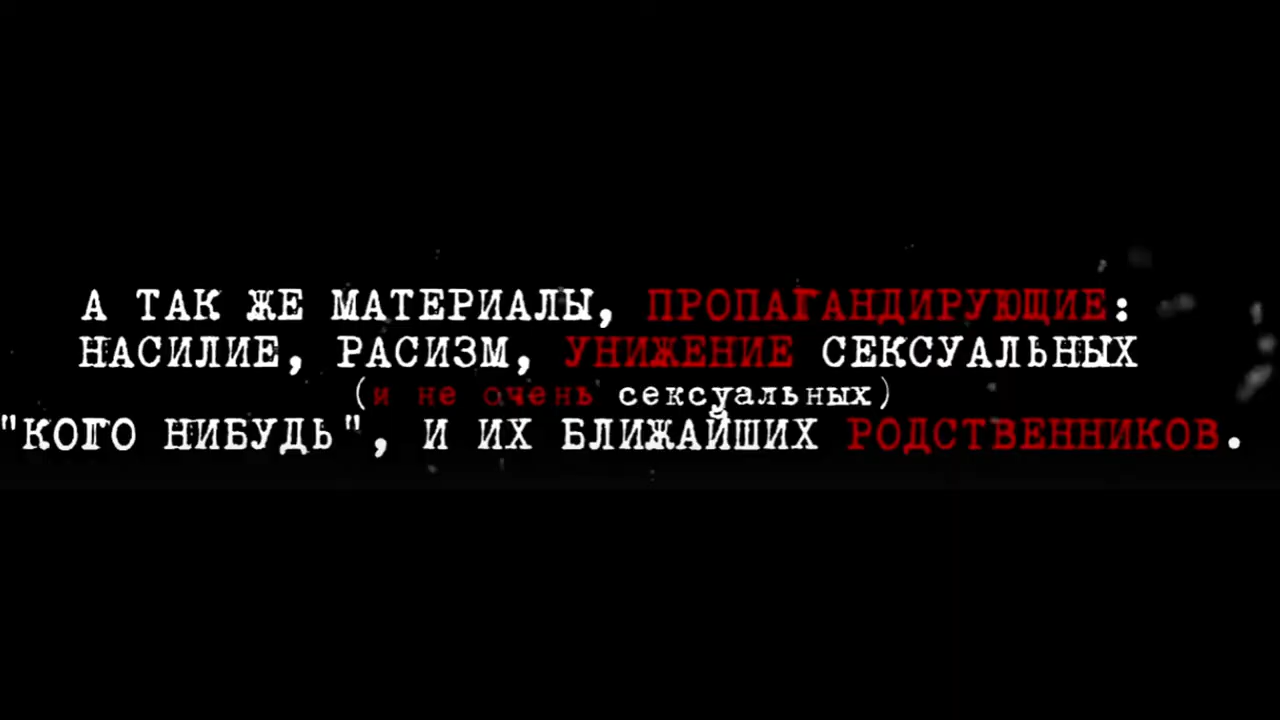 А ТАК ЖЕ МАТЕРИАЛЫ, ПРОПАГАНДИРУЮЩИЕ:
НАСИЛИЕ, РАСИЗМ, УНИЖЕНИЕ СЕКСУАЛЬНЫХ
(и не очень сексуальных)
"КОГО НИБУДЬ", И ИХ БЛИЖАЙШИХ РОДСТВЕННИКОВ.